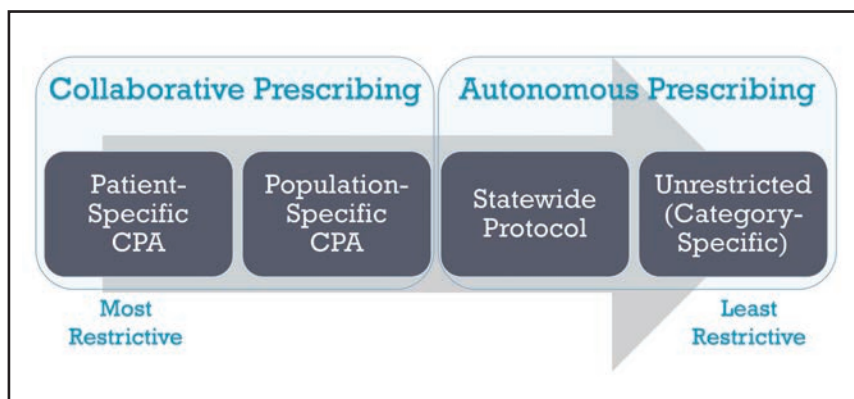 Collaborative Prescribing
Autonomous Prescribing
Patient-
Specific
CPA
Population-
Specific
CPA
Statewide
Protocol
Unrestricted
(Category-
Specific)
Most
Restrictive
Least
Restrictive